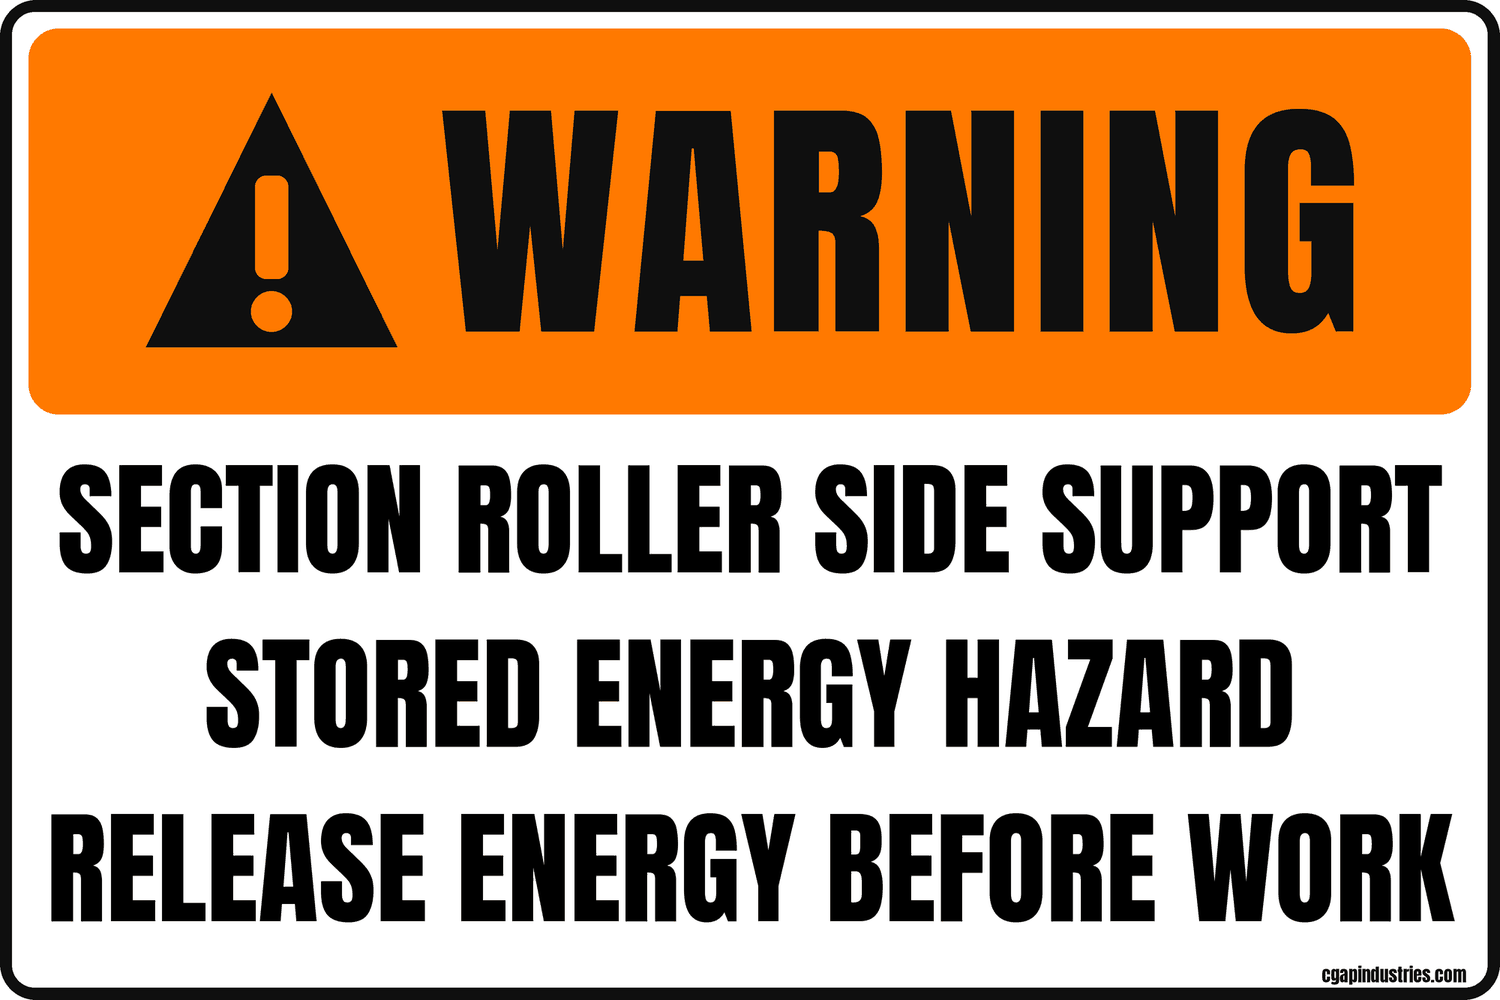 WARNING
SECTION ROLLER SIDE SUPPORT
STORED ENERGY HAZARD
RELEASE ENERGY BEFORE WORK
cgapindustries.com